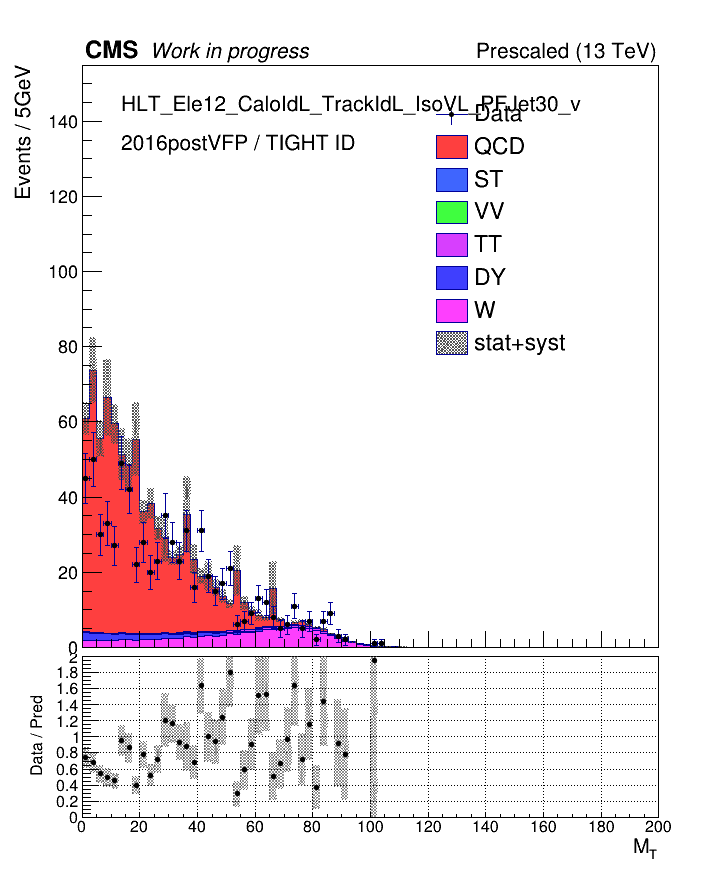 CMS Work in progress Prescaled (13 TeV)
Events / 5GeV
HLT_Ele12_CaloIdL_TrackIdL_IsoVL_PFJet30_v
2016postVFP / TIGHT ID
Data
QCD
ST
VV
TT
DY
W
stat+syst
140
120
100
80
60
40
20
0
Data / Pred
2
1.8
1.6
1.4
1.2
1
0.8
0.6
0.4
0.2
0
0 20 40 60 80 100 120 140 160 180 200
M_T